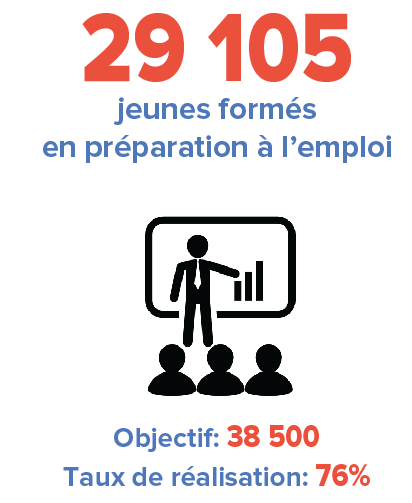 29 105
jeunes formés
en préparation à l’emploi
Objectif: 38 500
Taux de réalisation: 76%